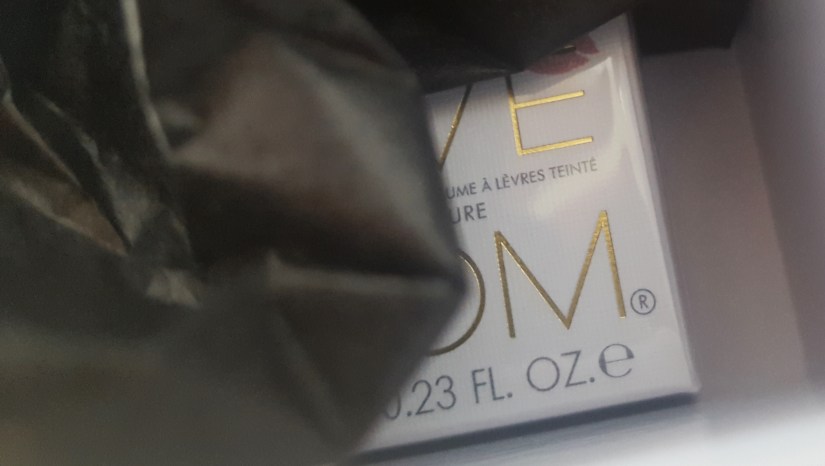 VE
UME À LÈVRES TEINTÉ
URE
OM®
0.23 FL. OZ. e